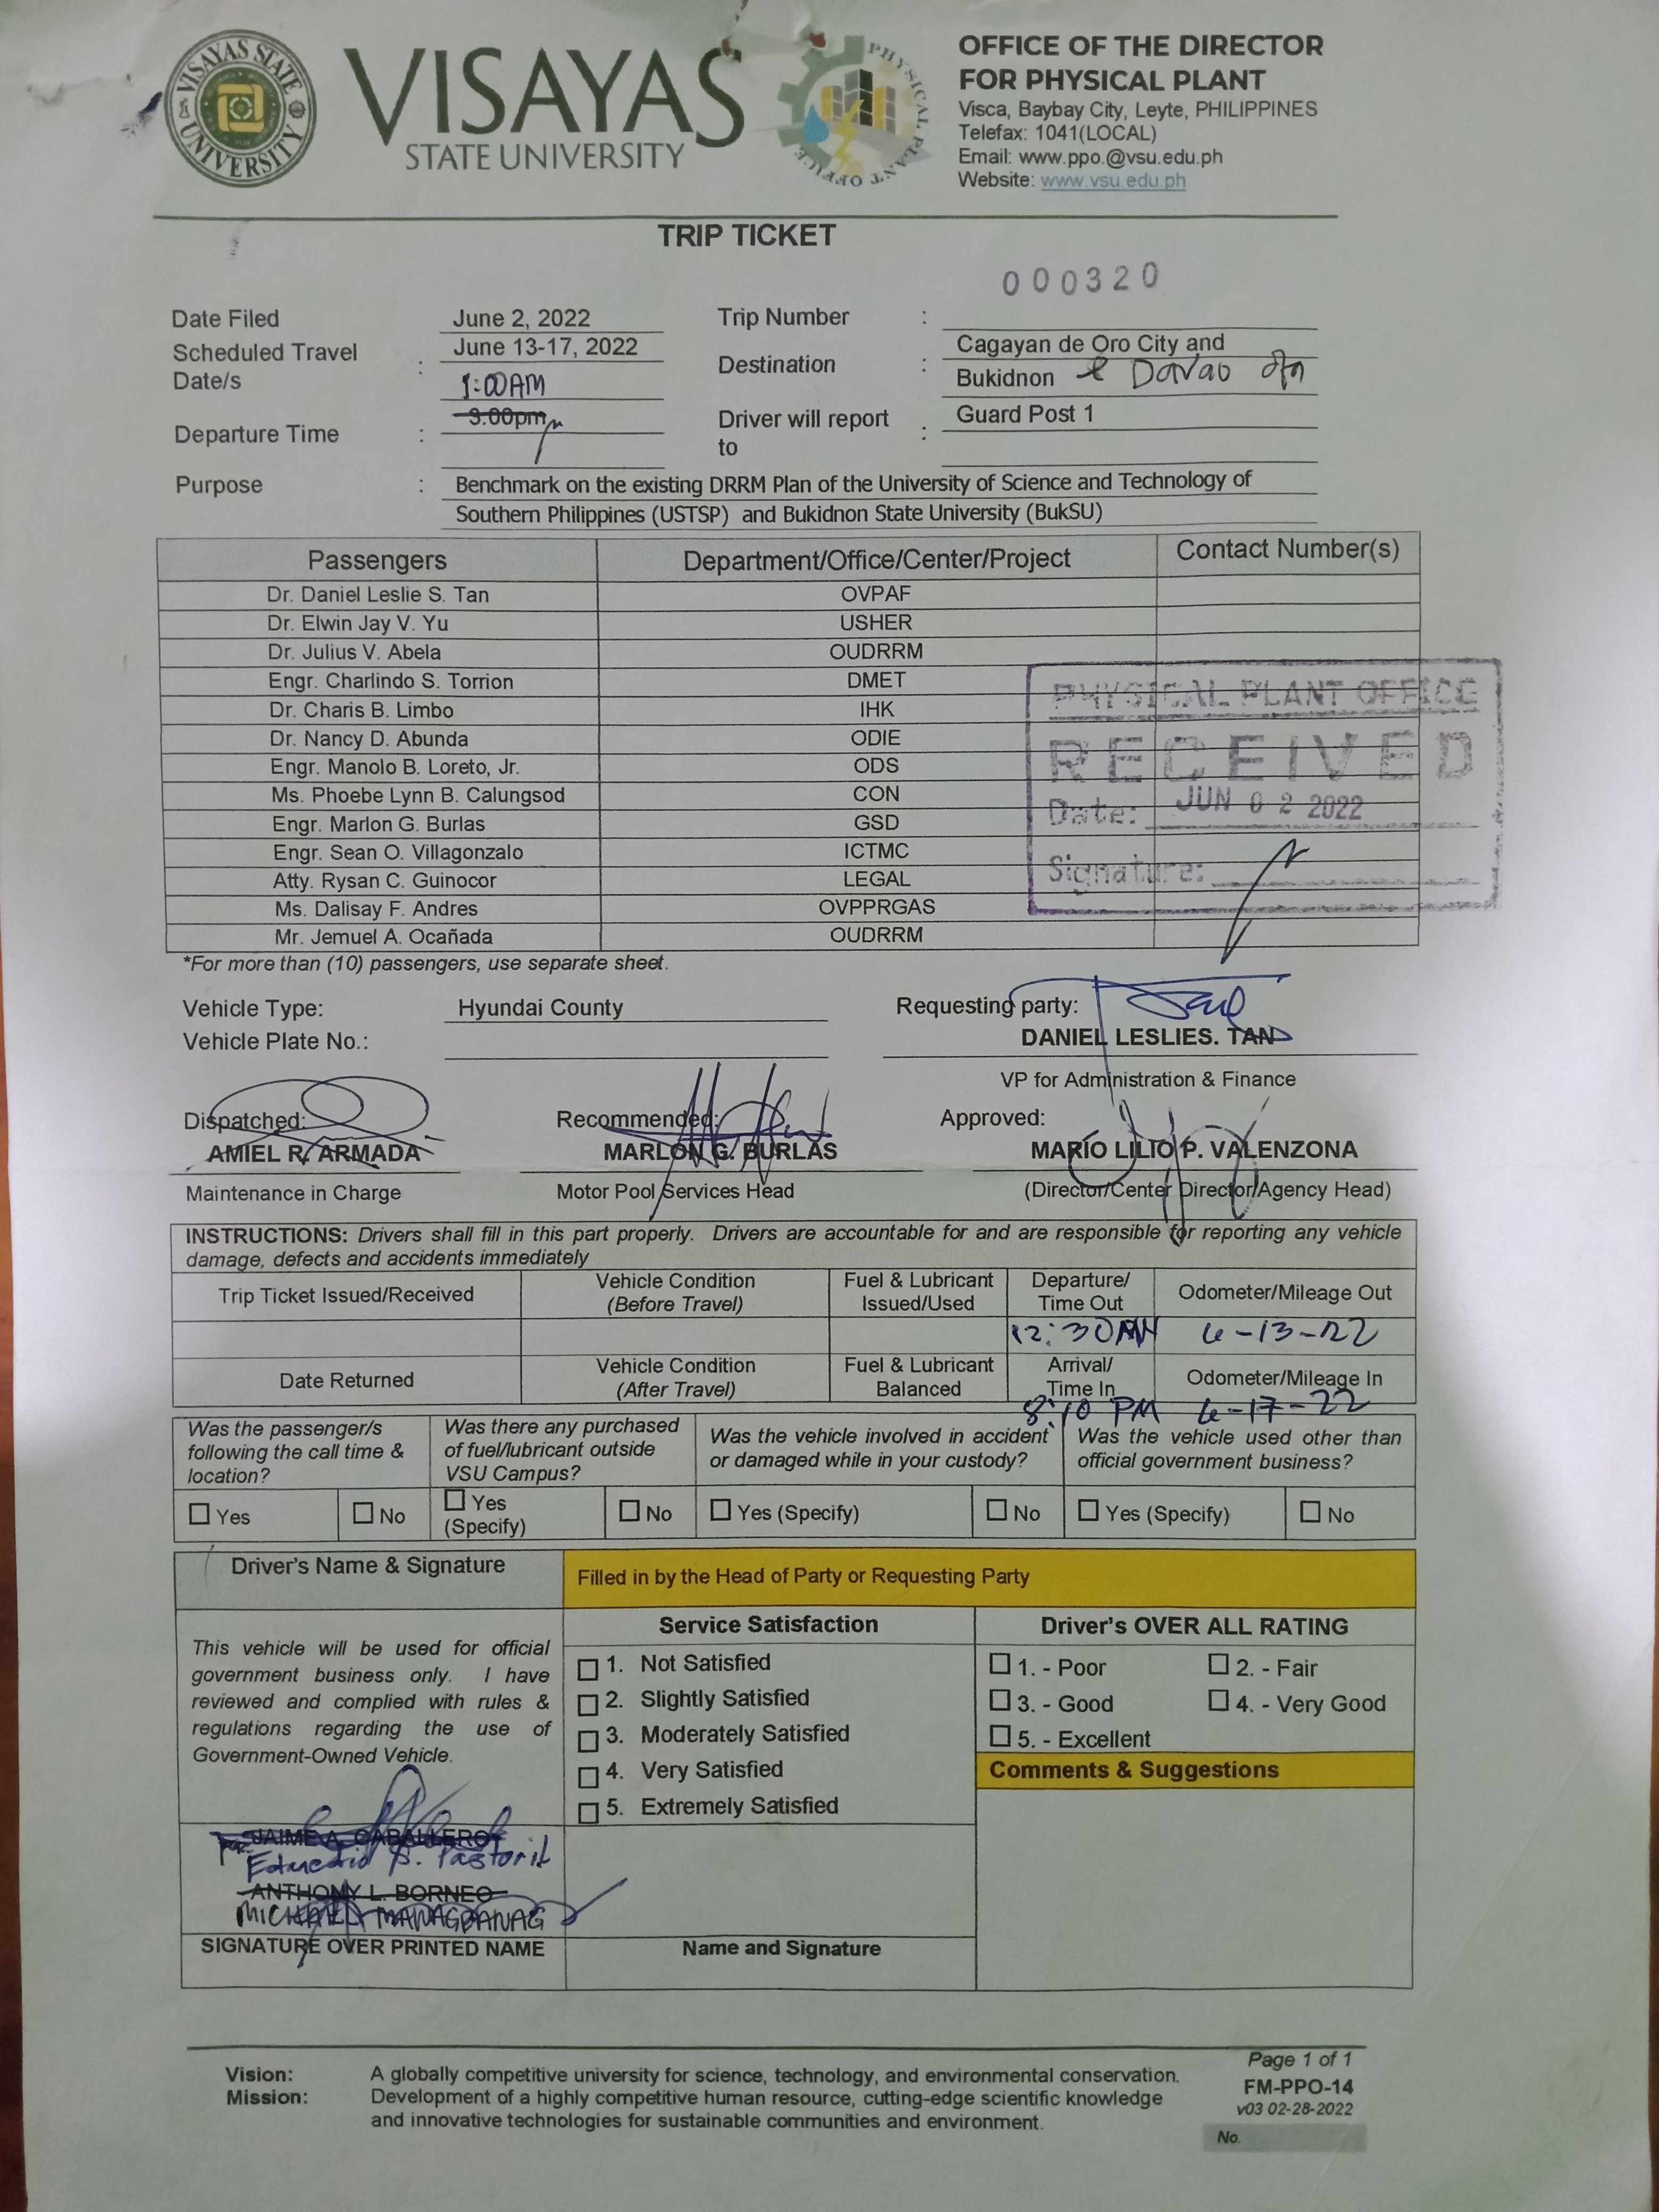 VISAYAS STATE UNIVERSITY
VISAYAS
STATE UNIVERSITY
PHYSICAL PLANT OFFICE
OFFICE OF THE DIRECTOR
FOR PHYSICAL PLANT
Visca, Baybay City, Leyte, PHILIPPINES
Telefax: 1041(LOCAL)
Email: www.ppo.@vsu.edu.ph
Website: www.vsu.edu.ph
TRIP TICKET
000320
Date Filed June 2, 2022 Trip Number :
Scheduled Travel Date/s : June 13-17, 2022 Destination : Cagayan de Oro City and
Bukidnon & Davao
1:00AM
Departure Time : 3:00pm Driver will report to : Guard Post 1
Purpose : Benchmark on the existing DRRM Plan of the University of Science and Technology of
Southern Philippines (USTSP) and Bukidnon State University (BukSU)
Passengers Department/Office/Center/Project Contact Number(s)
Dr. Daniel Leslie S. Tan OVPAF
Dr. Elwin Jay V. Yu USHER
Dr. Julius V. Abela OUDRRM
Engr. Charlindo S. Torrion DMET
Dr. Charis B. Limbo IHK
Dr. Nancy D. Abunda ODIE
Engr. Manolo B. Loreto, Jr. ODS
Ms. Phoebe Lynn B. Calungsod CON
Engr. Marlon G. Burlas GSD
Engr. Sean O. Villagonzalo ICTMC
Atty. Rysan C. Guinocor LEGAL
Ms. Dalisay F. Andres OVPPRGAS
Mr. Jemuel A. Ocañada OUDRRM
PHYSICAL PLANT OFFICE
RECEIVED
Date: JUN 02 2022
Signature:
*For more than (10) passengers, use separate sheet.
Vehicle Type: Hyundai County Requesting party:
Vehicle Plate No.: DANIEL LESLIES. TAN
VP for Administration & Finance
Dispatched: Recommended: Approved:
AMIEL R. ARMADA MARLON G. BURLAS MARIO LILIO P. VALENZONA
Maintenance in Charge Motor Pool Services Head (Director/Center Director/Agency Head)
INSTRUCTIONS: Drivers shall fill in this part properly. Drivers are accountable for and are responsible for reporting any vehicle
damage, defects and accidents immediately
Trip Ticket Issued/Received Vehicle Condition (Before Travel) Fuel & Lubricant Issued/Used Departure/ Time Out Odometer/Mileage Out
12:30AM 6-13-22
Date Returned Vehicle Condition (After Travel) Fuel & Lubricant Balanced Arrival/ Time In Odometer/Mileage In
8:10 PM 6-17-22
Was the passenger/s following the call time & location? Was there any purchased of fuel/lubricant outside VSU Campus? Was the vehicle involved in accident or damaged while in your custody? Was the vehicle used other than official government business?
Yes No Yes (Specify) No Yes (Specify) No Yes (Specify) No
Driver's Name & Signature Filled in by the Head of Party or Requesting Party
Service Satisfaction Driver's OVER ALL RATING
This vehicle will be used for official
government business only. I have
reviewed and complied with rules &
regulations regarding the use of
Government-Owned Vehicle.
1. Not Satisfied
2. Slightly Satisfied
3. Moderately Satisfied
4. Very Satisfied
5. Extremely Satisfied
1. - Poor 2. - Fair
3. - Good 4. - Very Good
5. - Excellent
Comments & Suggestions
JAIME A. CABALLERO
S. Pastoril
ANTHONY L. BORNEO
MICHAEL MANAGBANAG
SIGNATURE OVER PRINTED NAME Name and Signature
Vision: A globally competitive university for science, technology, and environmental conservation.
Mission: Development of a highly competitive human resource, cutting-edge scientific knowledge
and innovative technologies for sustainable communities and environment.
Page 1 of 1
FM-PPO-14
v03 02-28-2022
No.